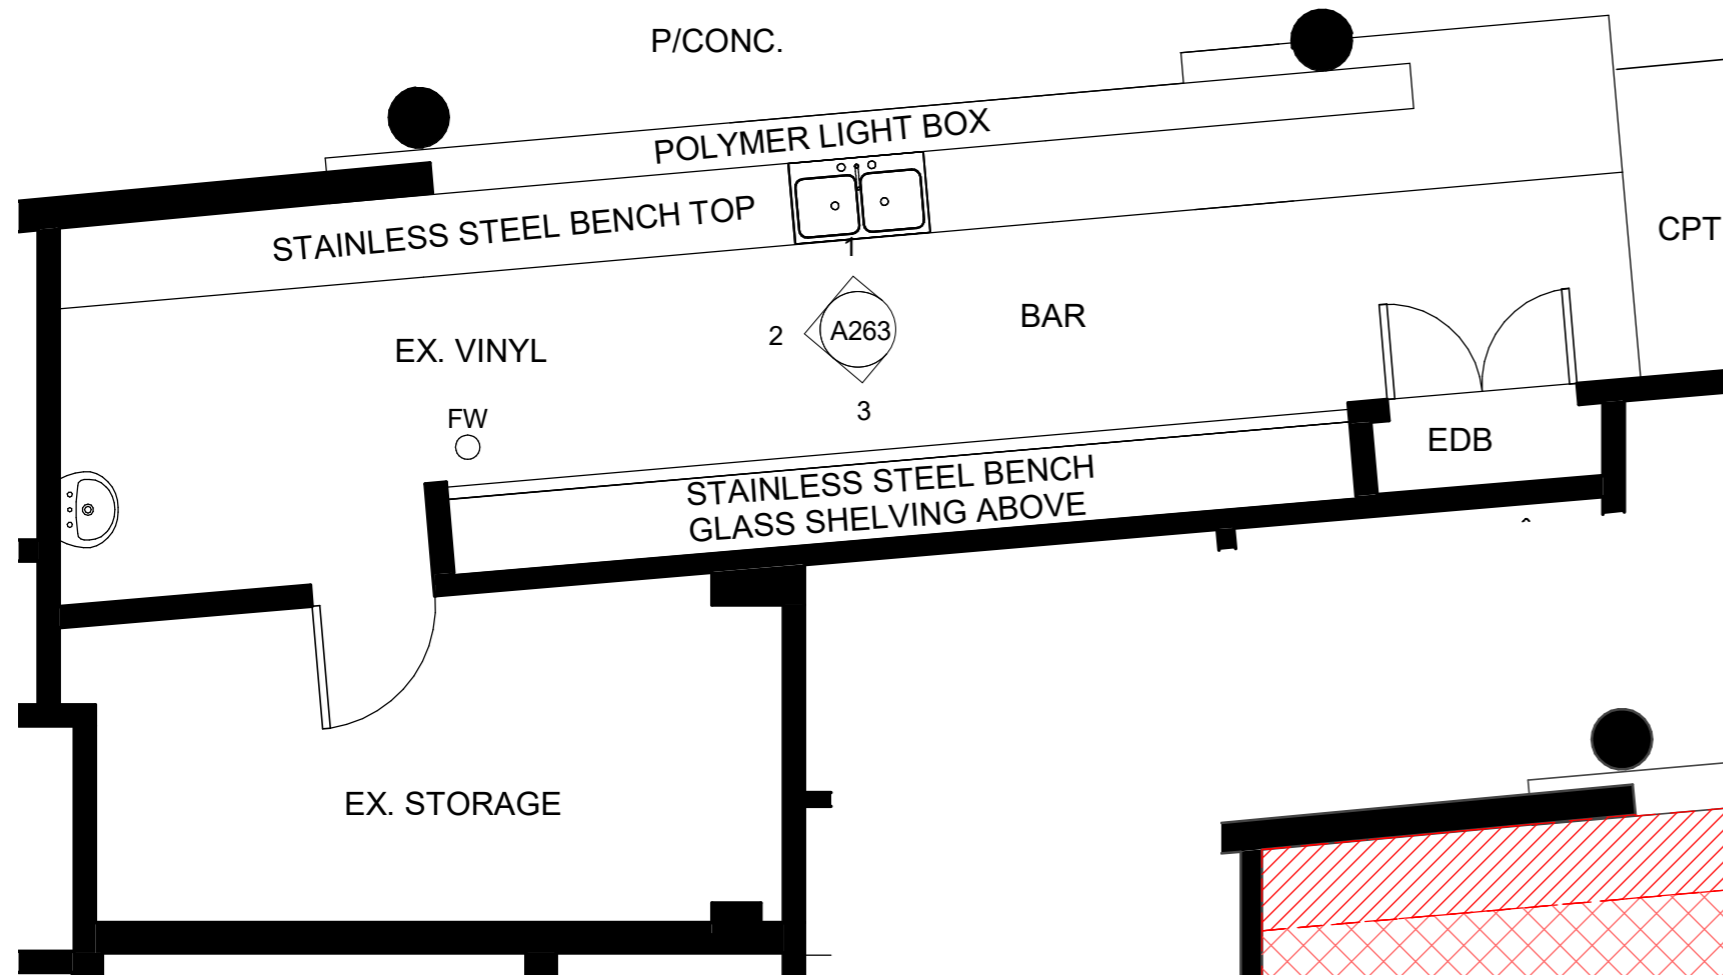 P/CONC.
POLYMER LIGHT BOX
STAINLESS STEEL BENCH TOP
CPT
1
2
A263
BAR
EX. VINYL
3
FW
EDB
STAINLESS STEEL BENCH
GLASS SHELVING ABOVE
EX. STORAGE